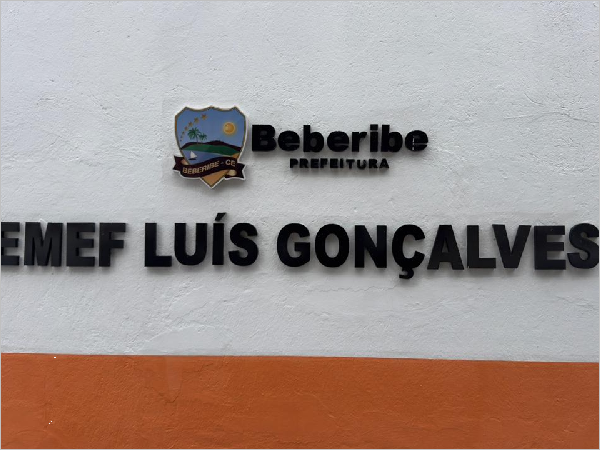 Beberibe
PREFEITURA
BEBERIBE - CE
EMEF LUÍS GONÇALVES